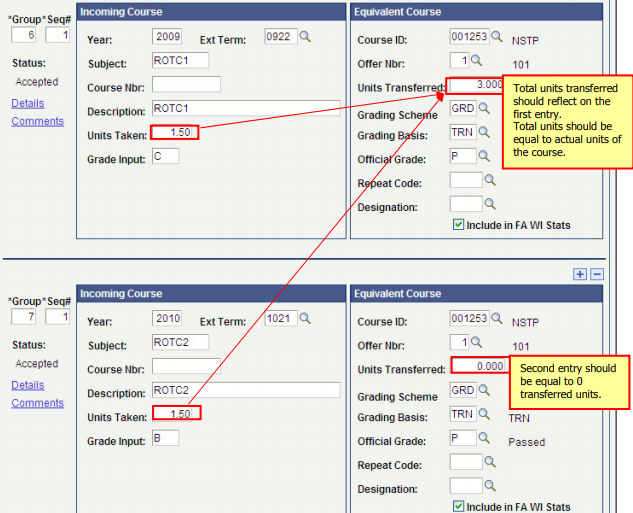 Incoming Course
Equivalent Course
*Group *Seq#
6 1
Year: 2009 Ext Term: 0922
Course ID: 001253 NSTP
Status:
Subject: ROTC1
Offer Nbr: 1 101
Accepted
Course Nbr:
Units Transferred: 3.000
Details
Description: ROTC1
Grading Scheme GRD
Comments
Units Taken: 1.50
Grading Basis: TRN
Grade Input: C
Official Grade: P
Repeat Code:
Designation:
Include in FA WI Stats
Total units transferred
should reflect on the
first entry.
Total units should be
equal to actual units of
the course.
Incoming Course
Equivalent Course
*Group *Seq#
7 1
Year: 2010 Ext Term: 1021
Course ID: 001253 NSTP
Status:
Subject: ROTC2
Offer Nbr: 1 101
Accepted
Course Nbr:
Units Transferred: 0.000
Details
Description: ROTC2
Grading Scheme GRD
Comments
Units Taken: 1.50
Grading Basis: TRN TRN
Grade Input: B
Official Grade: P Passed
Repeat Code:
Designation:
Include in FA WI Stats
Second entry should
be equal to 0
transferred units.